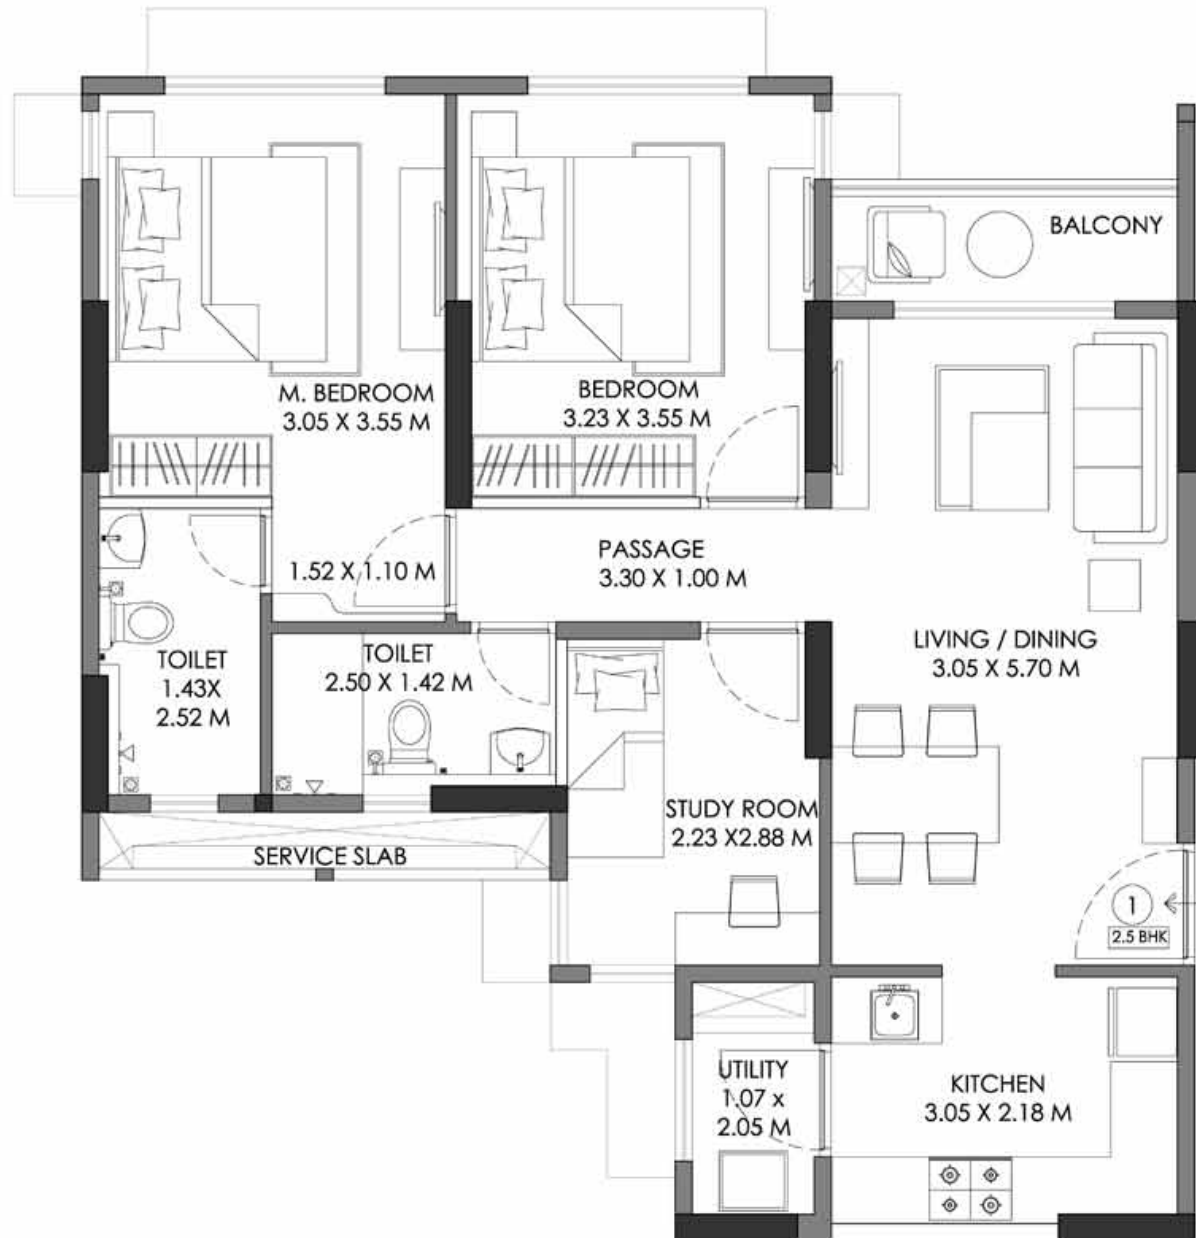 BALCONY
M. BEDROOM
3.05 X 3.55 M
BEDROOM
3.23 X 3.55 M
1.52 X 1.10 M
PASSAGE
3.30 X 1.00 M
LIVING / DINING
3.05 X 5.70 M
TOILET
1.43X
2.52 M
TOILET
2.50 X 1.42 M
STUDY ROOM
2.23 X2.88 M
SERVICE SLAB
1
2.5 BHK
UTILITY
1.07 x
2.05 M
KITCHEN
3.05 X 2.18 M